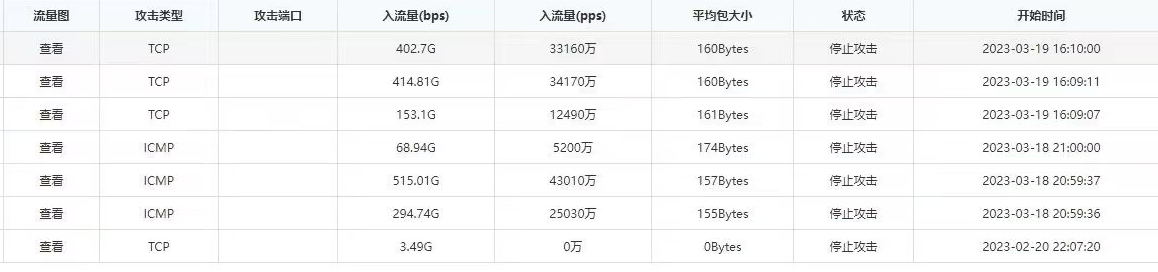 流量图 攻击类型 攻击端口 入流量(bps) 入流量(pps) 平均包大小 状态 开始时间
查看 TCP 402.7G 33160万 160Bytes 停止攻击 2023-03-19 16:10:00
查看 TCP 414.81G 34170万 160Bytes 停止攻击 2023-03-19 16:09:11
查看 TCP 153.1G 12490万 161Bytes 停止攻击 2023-03-19 16:09:07
查看 ICMP 68.94G 5200万 174Bytes 停止攻击 2023-03-18 21:00:00
查看 ICMP 515.01G 43010万 157Bytes 停止攻击 2023-03-18 20:59:37
查看 ICMP 294.74G 25030万 155Bytes 停止攻击 2023-03-18 20:59:36
查看 TCP 3.49G 0万 0Bytes 停止攻击 2023-02-20 22:07:20